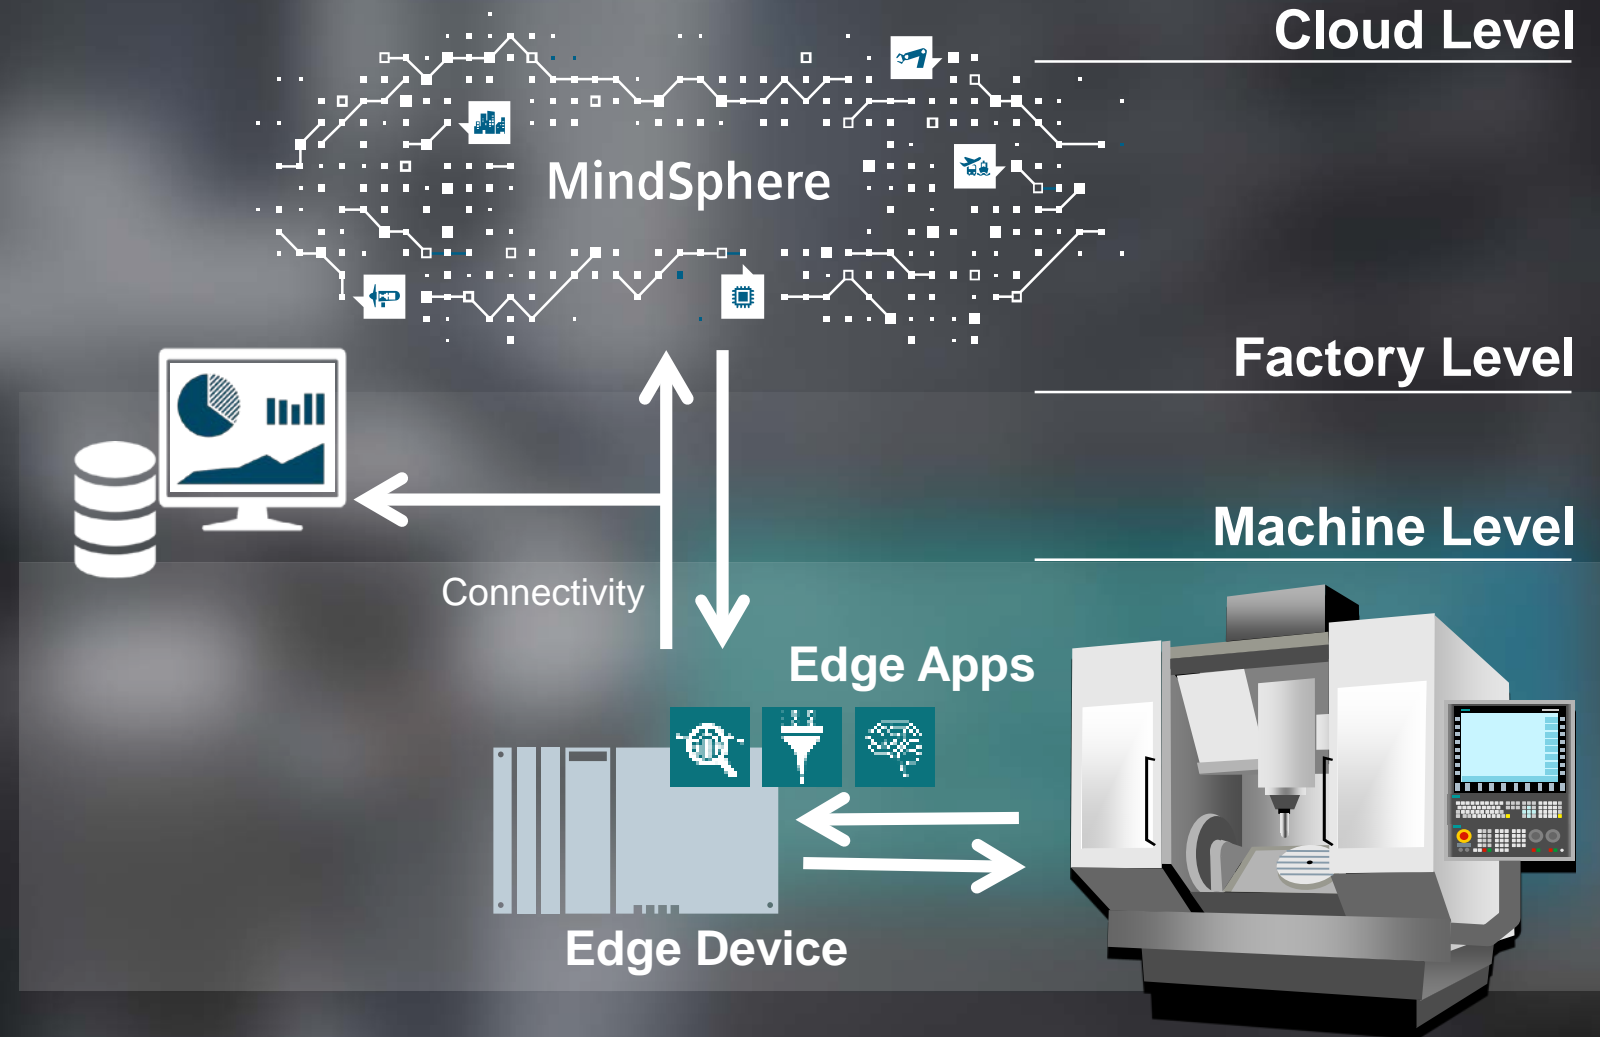 Cloud Level
MindSphere
Factory Level
Machine Level
Connectivity
Edge Apps
Edge Device